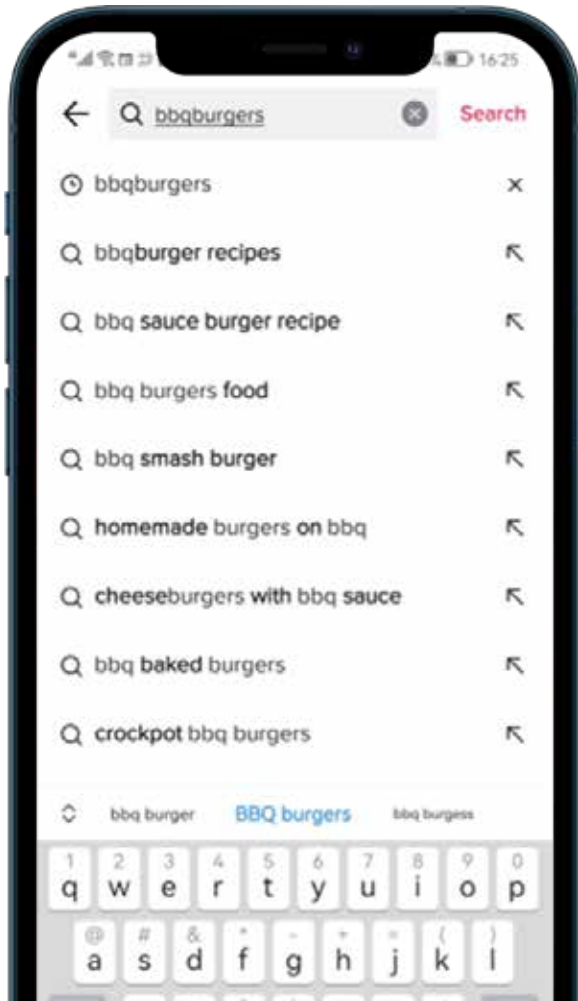 16:25
bbqburgers
Search
bbqburgers
bbqburger recipes
bbq sauce burger recipe
bbq burgers food
bbq smash burger
homemade burgers on bbq
cheeseburgers with bbq sauce
bbq baked burgers
crockpot bbq burgers
bbq burger BBQ burgers bbq burgess
1 2 3 4 5 6 7 8 9 0
q w e r t y u i o p
@ # & * - + = ( )
a s d f g h j k l